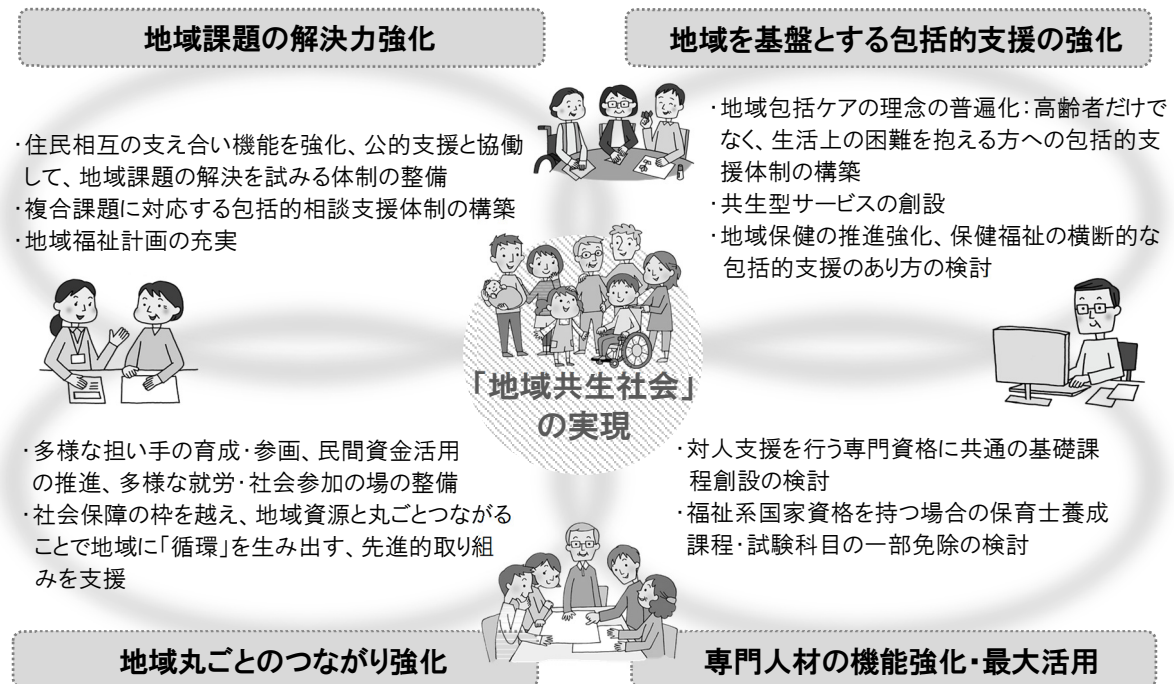 地域課題の解決力強化
・住民相互の支え合い機能を強化、公的支援と協働
して、地域課題の解決を試みる体制の整備
・複合課題に対応する包括的相談支援体制の構築
・地域福祉計画の充実
地域を基盤とする包括的支援の強化
・地域包括ケアの理念の普遍化：高齢者だけで
なく、生活上の困難を抱える方への包括的支
援体制の構築
・共生型サービスの創設
・地域保健の推進強化、保健福祉の横断的な
包括的支援のあり方の検討
「地域共生社会」
の実現
・多様な担い手の育成・参画、民間資金活用
の推進、多様な就労・社会参加の場の整備
・社会保障の枠を越え、地域資源と丸ごとつながる
ことで地域に「循環」を生み出す、先進的取り組
みを支援
地域丸ごとのつながり強化
・対人支援を行う専門資格に共通の基礎課
程創設の検討
・福祉系国家資格を持つ場合の保育士養成
課程・試験科目の一部免除の検討
専門人材の機能強化・最大活用